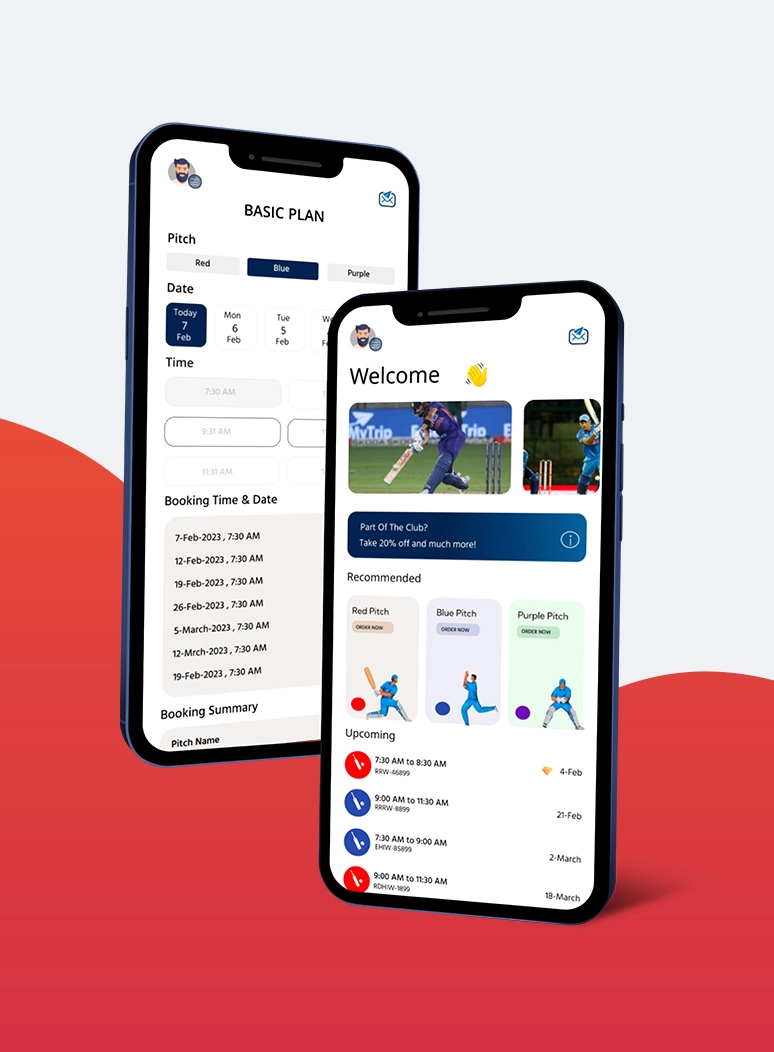 BASIC PLAN
Pitch
Red
Blue
Purple
Date
Today
7
Feb
Mon
6
Feb
Tue
5
Feb
Time
7:30 AM
9:31 AM
11:31 AM
Booking Time & Date
7-Feb-2023 , 7:30 AM
12-Feb-2023 , 7:30 AM
19-Feb-2023 , 7:30 AM
26-Feb-2023 , 7:30 AM
5-March-2023 , 7:30 AM
12-Mrch-2023 , 7:30 AM
19-Feb-2023 , 7:30 AM
Booking Summary
Pitch Name
Welcome
MyTrip
Part Of The Club?
Take 20% off and much more!
Recommended
Red Pitch
ORDER NOW
Blue Pitch
ORDER NOW
Purple Pitch
ORDER NOW
Upcoming
7:30 AM to 8:30 AM
RRW-46899
4-Feb
9:00 AM to 11:30 AM
RRRW-8899
21-Feb
7:30 AM to 9:00 AM
EHIW-85899
2-March
9:00 AM to 11:30 AM
RDHIW-1899
18-March